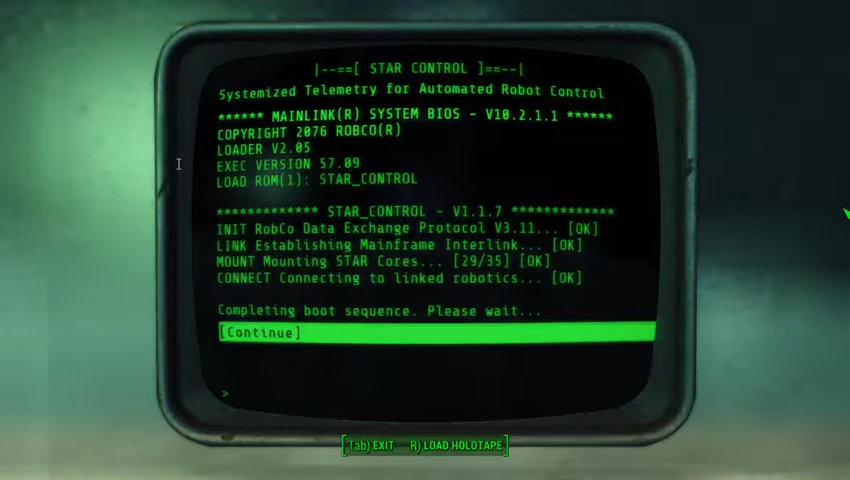 |--==[ STAR CONTROL ]==--|
Systemized Telemetry for Automated Robot Control
****** MAINLINK(R) SYSTEM BIOS - V10.2.1.1 ******
COPYRIGHT 2076 ROBCO(R)
LOADER V2.05
EXEC VERSION 57.09
LOAD ROM(1): STAR_CONTROL
************* STAR_CONTROL - V1.1.7 *************
INIT RobCo Data Exchange Protocol V3.11... [OK]
LINK Establishing Mainframe Interlink... [OK]
MOUNT Mounting STAR Cores... [29/35] [OK]
CONNECT Connecting to linked robotics... [OK]
Completing boot sequence. Please wait...
[Continue]
>
[Tab) EXIT R) LOAD HOLOTAPE]